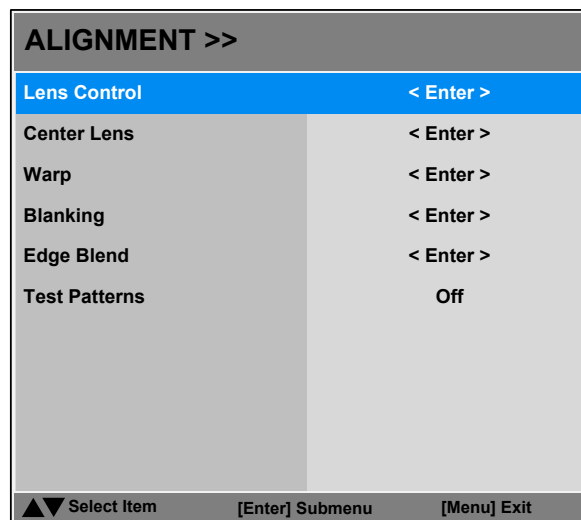 ALIGNMENT >>
Lens Control < Enter >
Center Lens < Enter >
Warp < Enter >
Blanking < Enter >
Edge Blend < Enter >
Test Patterns Off
▲▼ Select Item [Enter] Submenu [Menu] Exit